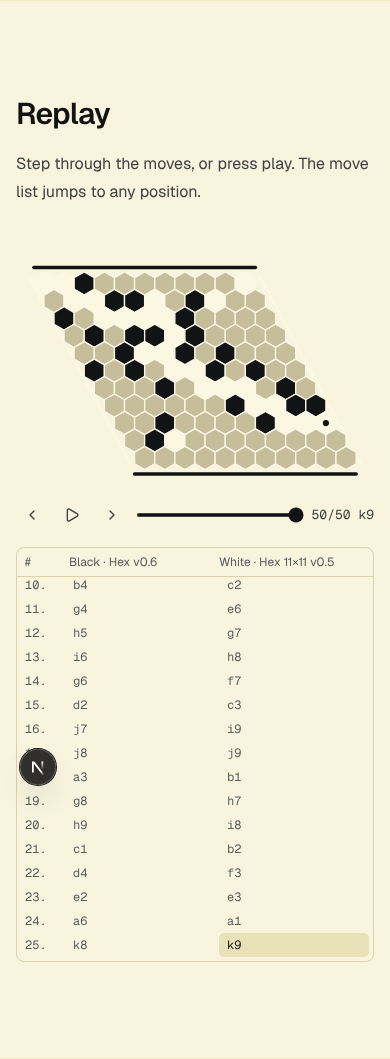 Replay
Step through the moves, or press play. The move
list jumps to any position.
50/50 k9
# Black · Hex v0.6 White · Hex 11×11 v0.5
10. b4 c2
11. g4 e6
12. h5 g7
13. i6 h8
14. g6 f7
15. d2 c3
16. j7 i9
j8 j9
a3 b1
19. g8 h7
20. h9 i8
21. c1 b2
22. d4 f3
23. e2 e3
24. a6 a1
25. k8 k9
N